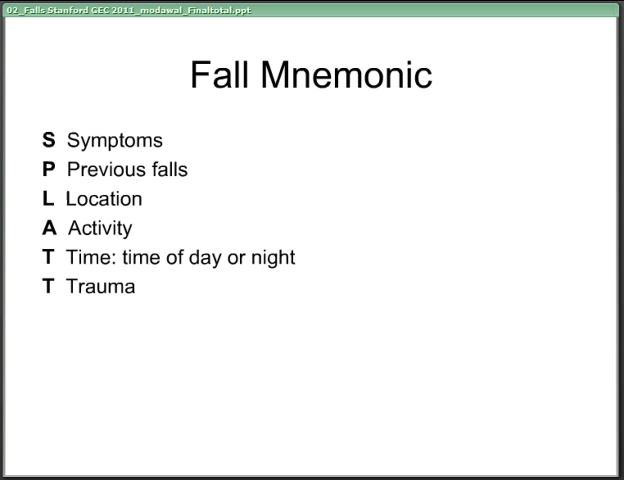 02_Falls Stanford GEC 2011_modawal_Finaltotal.ppt
Fall Mnemonic
S Symptoms
P Previous falls
L Location
A Activity
T Time: time of day or night
T Trauma